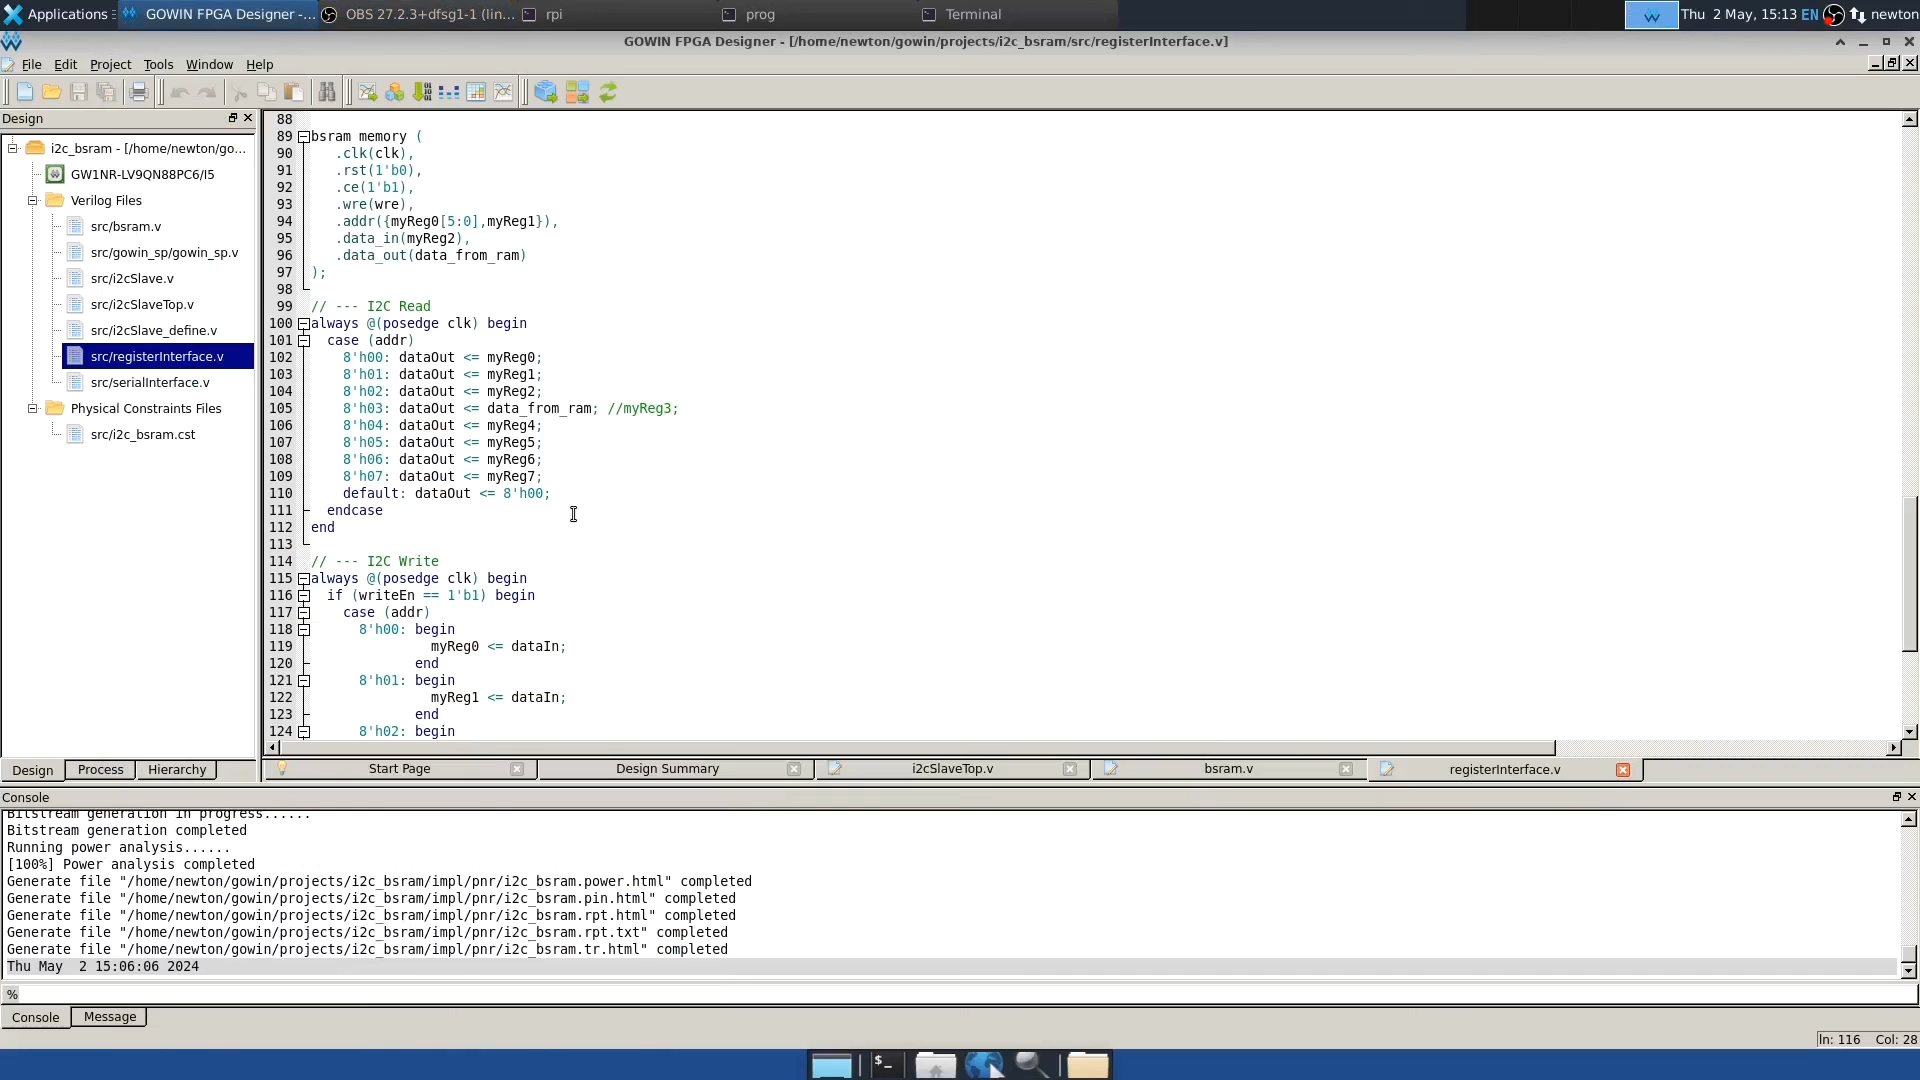 Applications
GOWIN FPGA Designer -...
OBS 27.2.3+dfsg1-1 (lin...
rpi
prog
Terminal
Thu 2 May, 15:13 EN
newton
GOWIN FPGA Designer - [/home/newton/gowin/projects/i2c_bsram/src/registerInterface.v]
File Edit Project Tools Window Help
Design
i2c_bsram - [/home/newton/go...
GW1NR-LV9QN88PC6/I5
Verilog Files
src/bsram.v
src/gowin_sp/gowin_sp.v
src/i2cSlave.v
src/i2cSlaveTop.v
src/i2cSlave_define.v
src/registerInterface.v
src/serialInterface.v
Physical Constraints Files
src/i2c_bsram.cst
Design Process Hierarchy
88
89 bsram memory (
90 .clk(clk),
91 .rst(1'b0),
92 .ce(1'b1),
93 .wre(wre),
94 .addr({myReg0[5:0],myReg1}),
95 .data_in(myReg2),
96 .data_out(data_from_ram)
97 );
98
99 // --- I2C Read
100 always @(posedge clk) begin
101 case (addr)
102 8'h00: dataOut <= myReg0;
103 8'h01: dataOut <= myReg1;
104 8'h02: dataOut <= myReg2;
105 8'h03: dataOut <= data_from_ram; //myReg3;
106 8'h04: dataOut <= myReg4;
107 8'h05: dataOut <= myReg5;
108 8'h06: dataOut <= myReg6;
109 8'h07: dataOut <= myReg7;
110 default: dataOut <= 8'h00;
111 endcase
112 end
113
114 // --- I2C Write
115 always @(posedge clk) begin
116 if (writeEn == 1'b1) begin
117 case (addr)
118 8'h00: begin
119 myReg0 <= dataIn;
120 end
121 8'h01: begin
122 myReg1 <= dataIn;
123 end
124 8'h02: begin
Start Page
Design Summary
i2cSlaveTop.v
bsram.v
registerInterface.v
Console
Bitstream generation in progress......
Bitstream generation completed
Running power analysis......
[100%] Power analysis completed
Generate file "/home/newton/gowin/projects/i2c_bsram/impl/pnr/i2c_bsram.power.html" completed
Generate file "/home/newton/gowin/projects/i2c_bsram/impl/pnr/i2c_bsram.pin.html" completed
Generate file "/home/newton/gowin/projects/i2c_bsram/impl/pnr/i2c_bsram.rpt.html" completed
Generate file "/home/newton/gowin/projects/i2c_bsram/impl/pnr/i2c_bsram.rpt.txt" completed
Generate file "/home/newton/gowin/projects/i2c_bsram/impl/pnr/i2c_bsram.tr.html" completed
Thu May  2 15:06:06 2024
%
Console Message
Ln: 116 Col: 28
$_